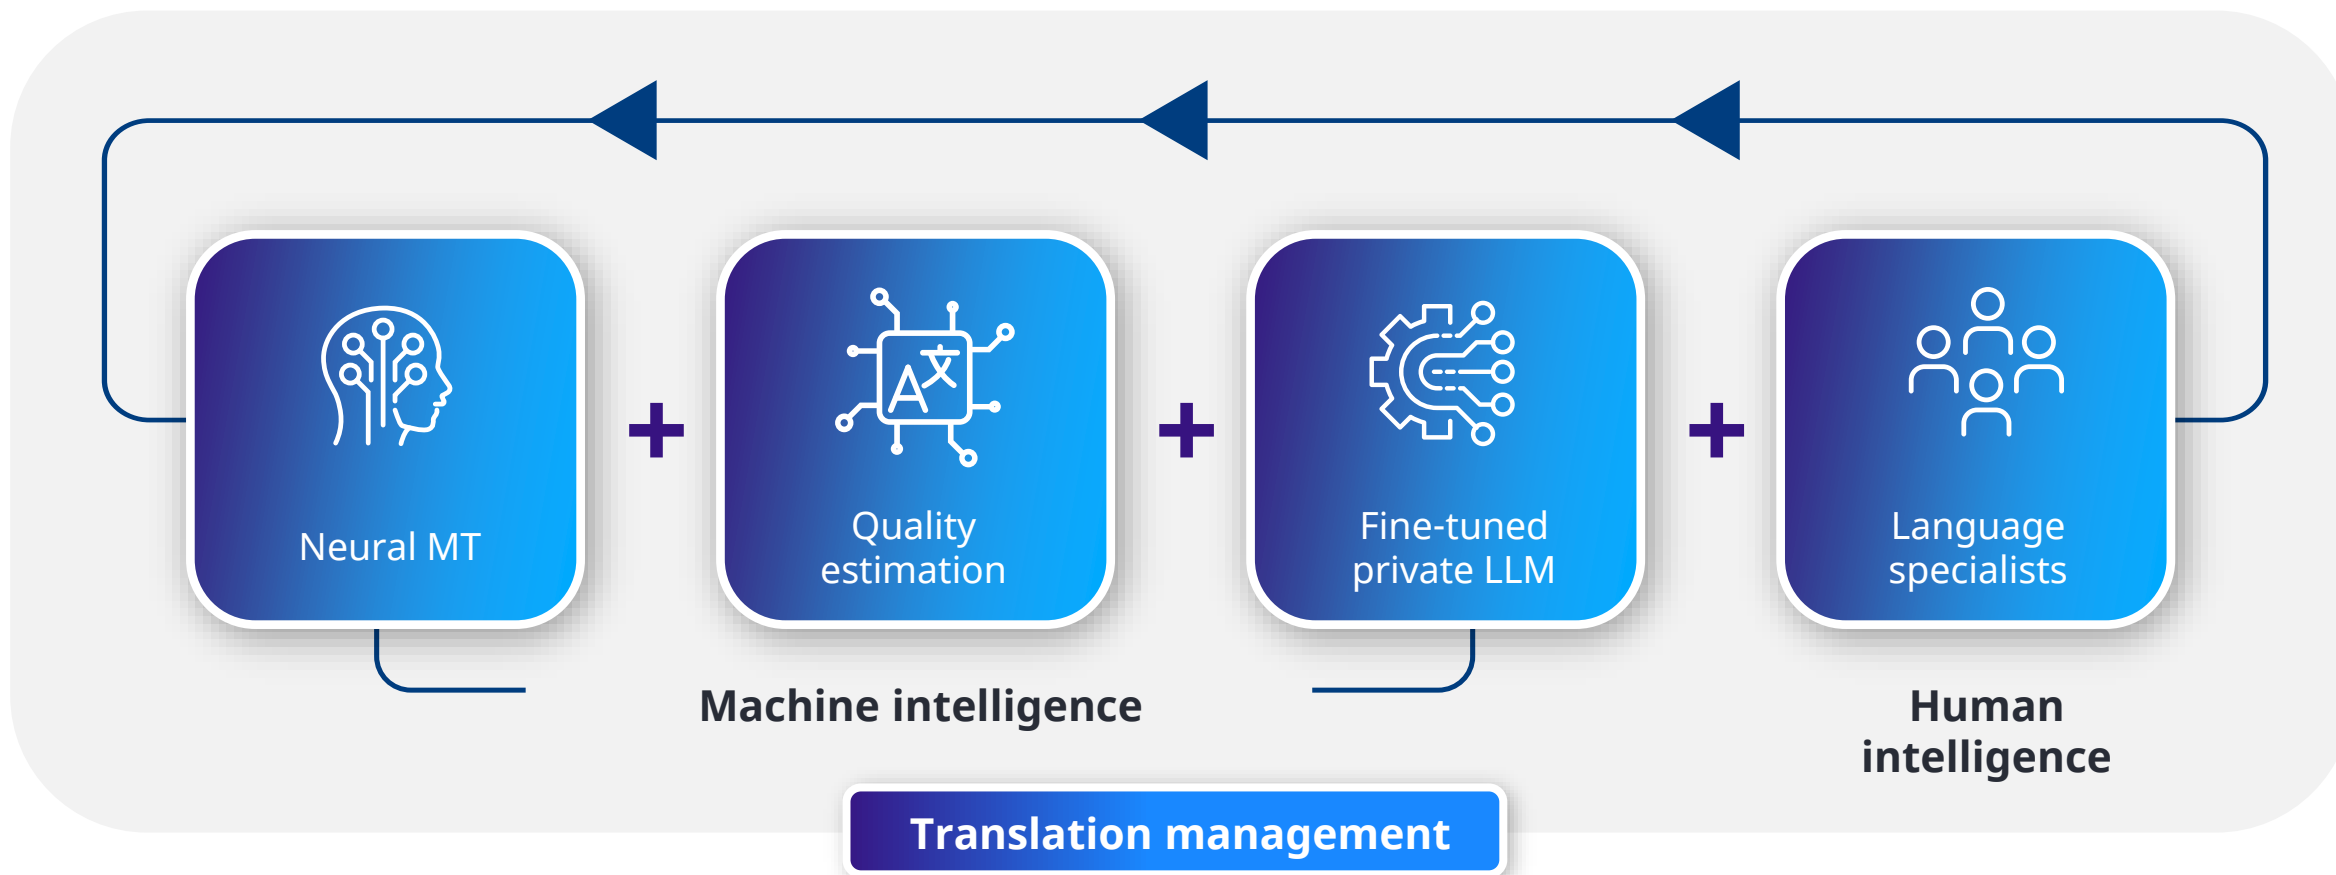 Neural MT
Quality
estimation
Fine-tuned
private LLM
Language
specialists
Machine intelligence
Human
intelligence
Translation management